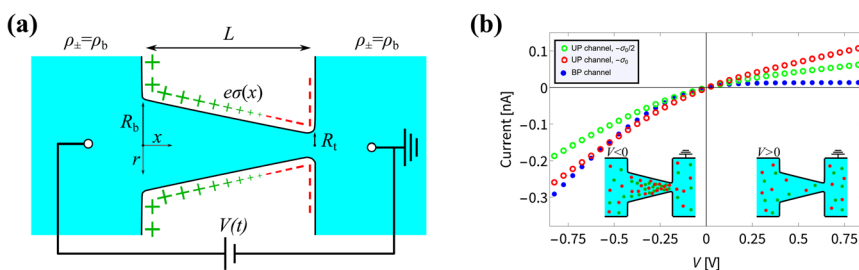 (a)
ρ±=ρb
L
ρ±=ρb
eσ(x)
Rb
x
r
Rt
V(t)
(b)
0.1
0
-0.1
-0.2
-0.3
Current [nA]
UP channel, -σ0/2
UP channel, -σ0
BP channel
V<0
V>0
-0.75
-0.5
-0.25
0
0.25
0.5
0.75
V [V]